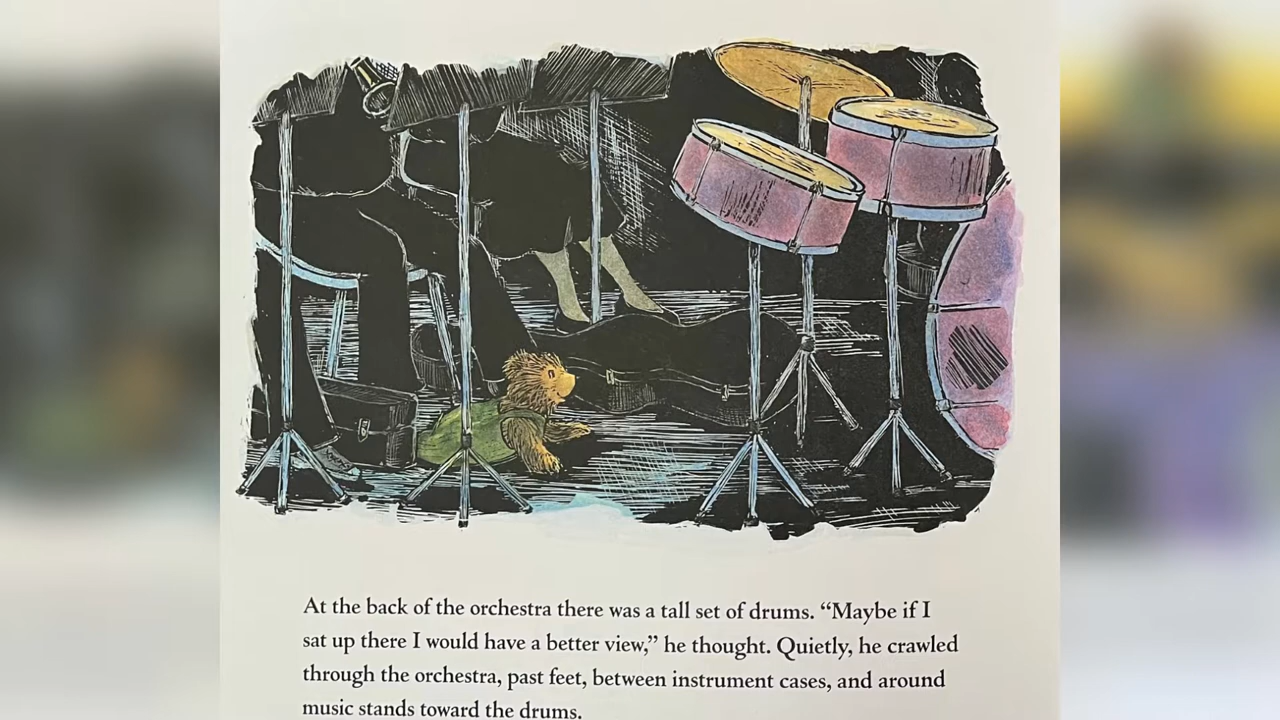 At the back of the orchestra there was a tall set of drums. “Maybe if I
sat up there I would have a better view,” he thought. Quietly, he crawled
through the orchestra, past feet, between instrument cases, and around
music stands toward the drums.